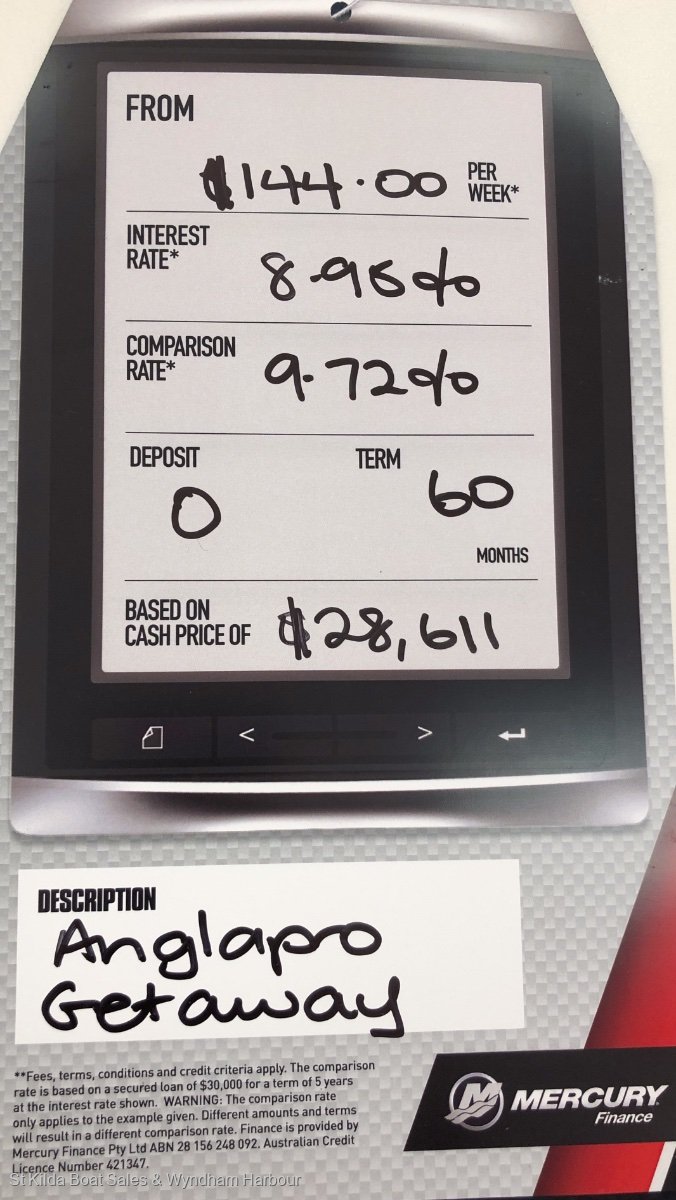 FROM
$144.00 PER WEEK*
INTEREST RATE* 8.95%
COMPARISON RATE* 9.72%
DEPOSIT TERM
0 60
MONTHS
BASED ON
CASH PRICE OF $28,611
DESCRIPTION
Anglapro
Getaway
**Fees, terms, conditions and credit criteria apply. The comparison
rate is based on a secured loan of $30,000 for a term of 5 years
at the interest rate shown. WARNING: The comparison rate
only applies to the example given. Different amounts and terms
will result in a different comparison rate. Finance is provided by
Mercury Finance Pty Ltd ABN 28 156 248 092. Australian Credit
Licence Number 421347.
MERCURY
Finance
St Kilda Boat Sales & Wyndham Harbour